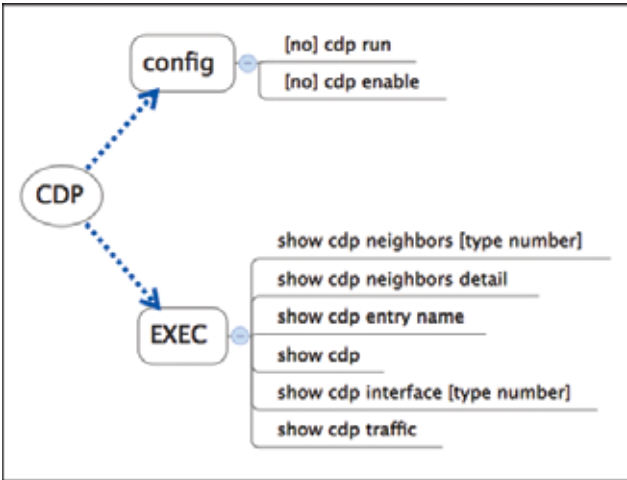 config
[no] cdp run
[no] cdp enable
CDP
EXEC
show cdp neighbors [type number]
show cdp neighbors detail
show cdp entry name
show cdp
show cdp interface [type number]
show cdp traffic